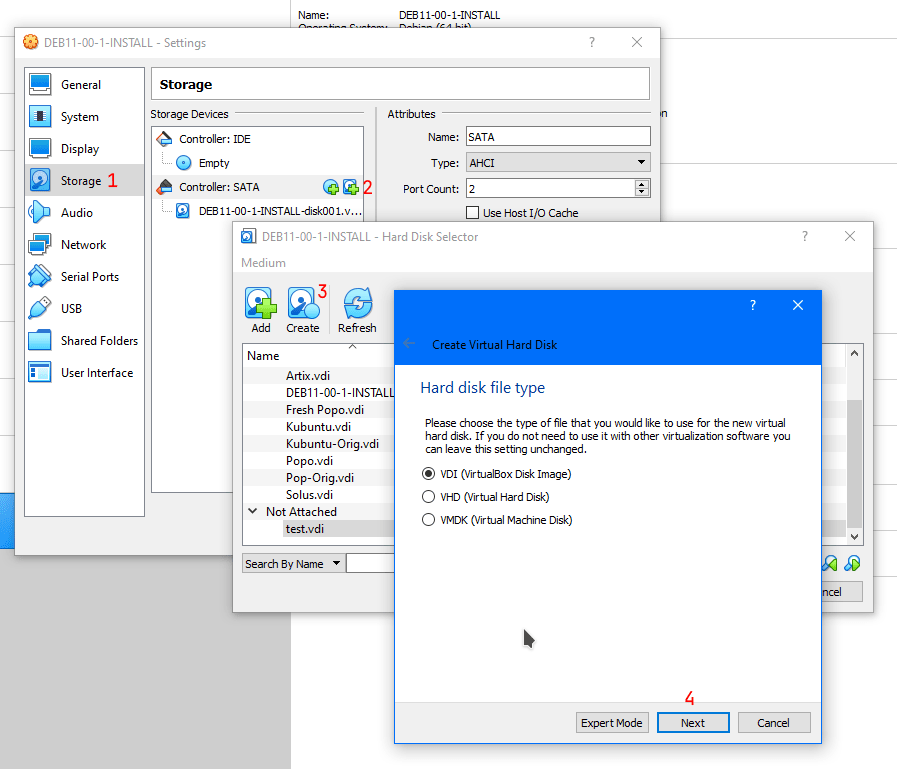 Name: DEB11-00-1-INSTALL
Operating System Debian (64 bit)
DEB11-00-1-INSTALL - Settings ?
General
System
Display
Storage 1
Audio
Network
Serial Ports
USB
Shared Folders
User Interface
Storage
Storage Devices
Controller: IDE
Empty
Controller: SATA 2
DEB11-00-1-INSTALL-disk001.v...
Attributes
Name: SATA
Type: AHCI
Port Count: 2
Use Host I/O Cache
DEB11-00-1-INSTALL - Hard Disk Selector ?
Medium
3
Add Create Refresh
Name
Artix.vdi
DEB11-00-1-INSTALL
Fresh Popo.vdi
Kubuntu.vdi
Kubuntu-Orig.vdi
Popo.vdi
Pop-Orig.vdi
Solus.vdi
Not Attached
test.vdi
Search By Name
ncel
?
Create Virtual Hard Disk
Hard disk file type
Please choose the type of file that you would like to use for the new virtual
hard disk. If you do not need to use it with other virtualization software you
can leave this setting unchanged.
VDI (VirtualBox Disk Image)
VHD (Virtual Hard Disk)
VMDK (Virtual Machine Disk)
4
Expert Mode Next Cancel